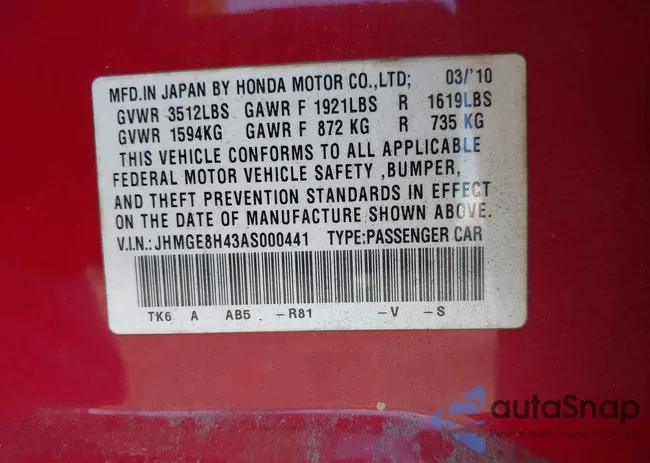 MFD.IN JAPAN BY HONDA MOTOR CO.,LTD; 03/'10
GVWR 3512LBS GAWR F 1921LBS R 1619LBS
GVWR 1594KG GAWR F 872 KG R 735 KG
THIS VEHICLE CONFORMS TO ALL APPLICABLE
FEDERAL MOTOR VEHICLE SAFETY ,BUMPER,
AND THEFT PREVENTION STANDARDS IN EFFECT
ON THE DATE OF MANUFACTURE SHOWN ABOVE.
V.I.N.: JHMGE8H43AS000441 TYPE:PASSENGER CAR
TK6 A AB5 -R81 -V -S
autaSnap